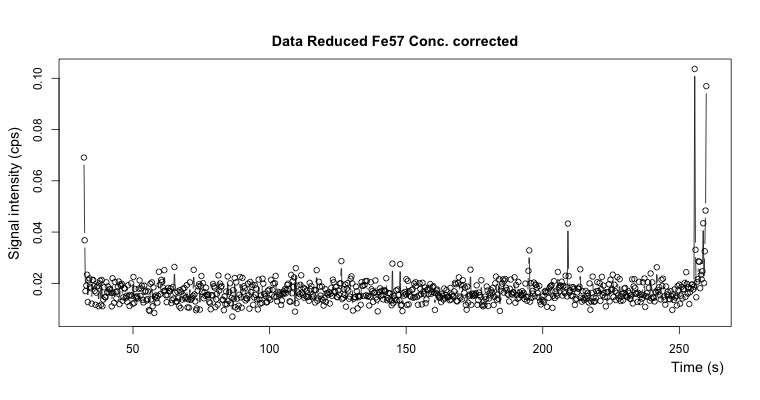 Data Reduced Fe57 Conc. corrected
Signal intensity (cps)
0.10
0.08
0.06
0.04
0.02
50 100 150 200 250
Time (s)